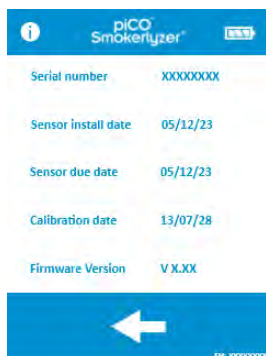 i
piCO
Smokerlyzer®
Serial number XXXXXXXX
Sensor install date 05/12/23
Sensor due date 05/12/23
Calibration date 13/07/28
Firmware Version V X.XX